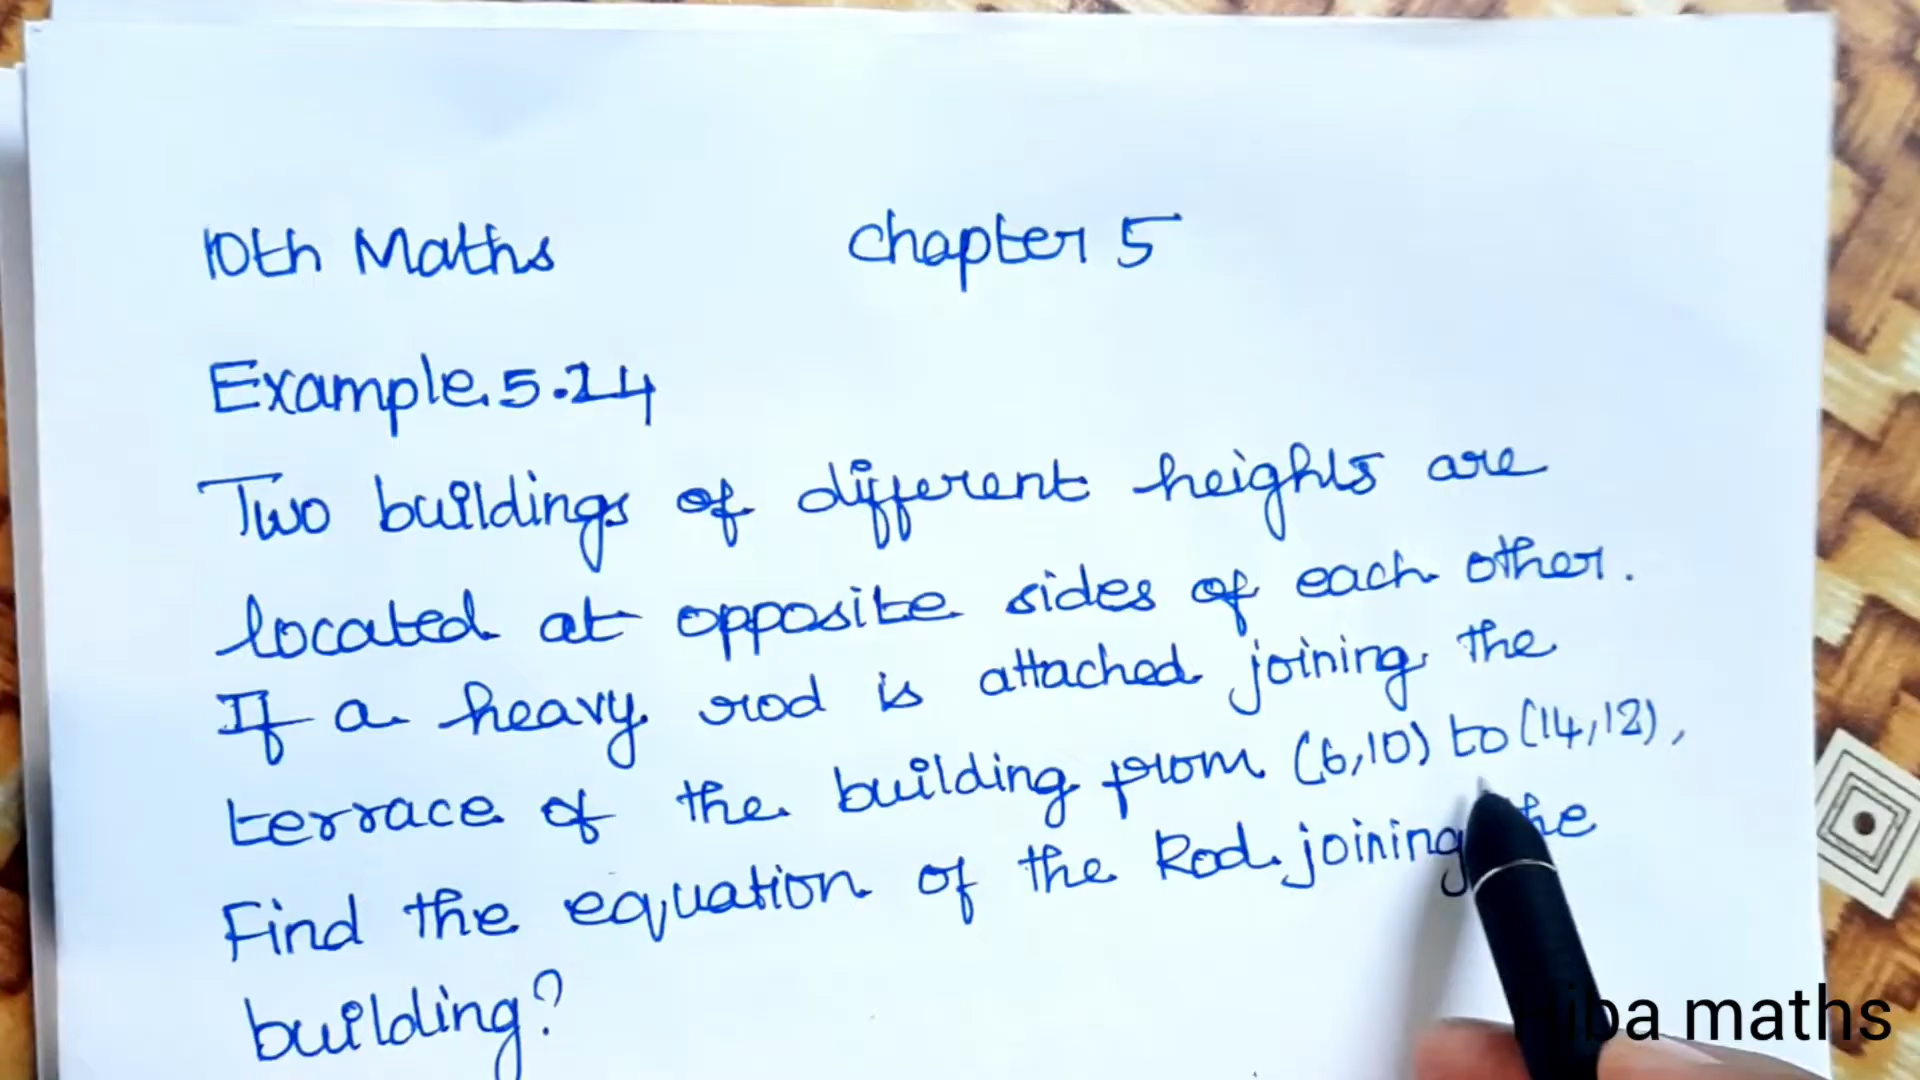 10th Maths Chapter 5
Example.5.24
Two buildings of different heights are
located at opposite sides of each other.
If a heavy rod is attached joining the
terrace of the building from (6,10) to (14,12),
Find the equation of the Rod joining the
building?
iba maths